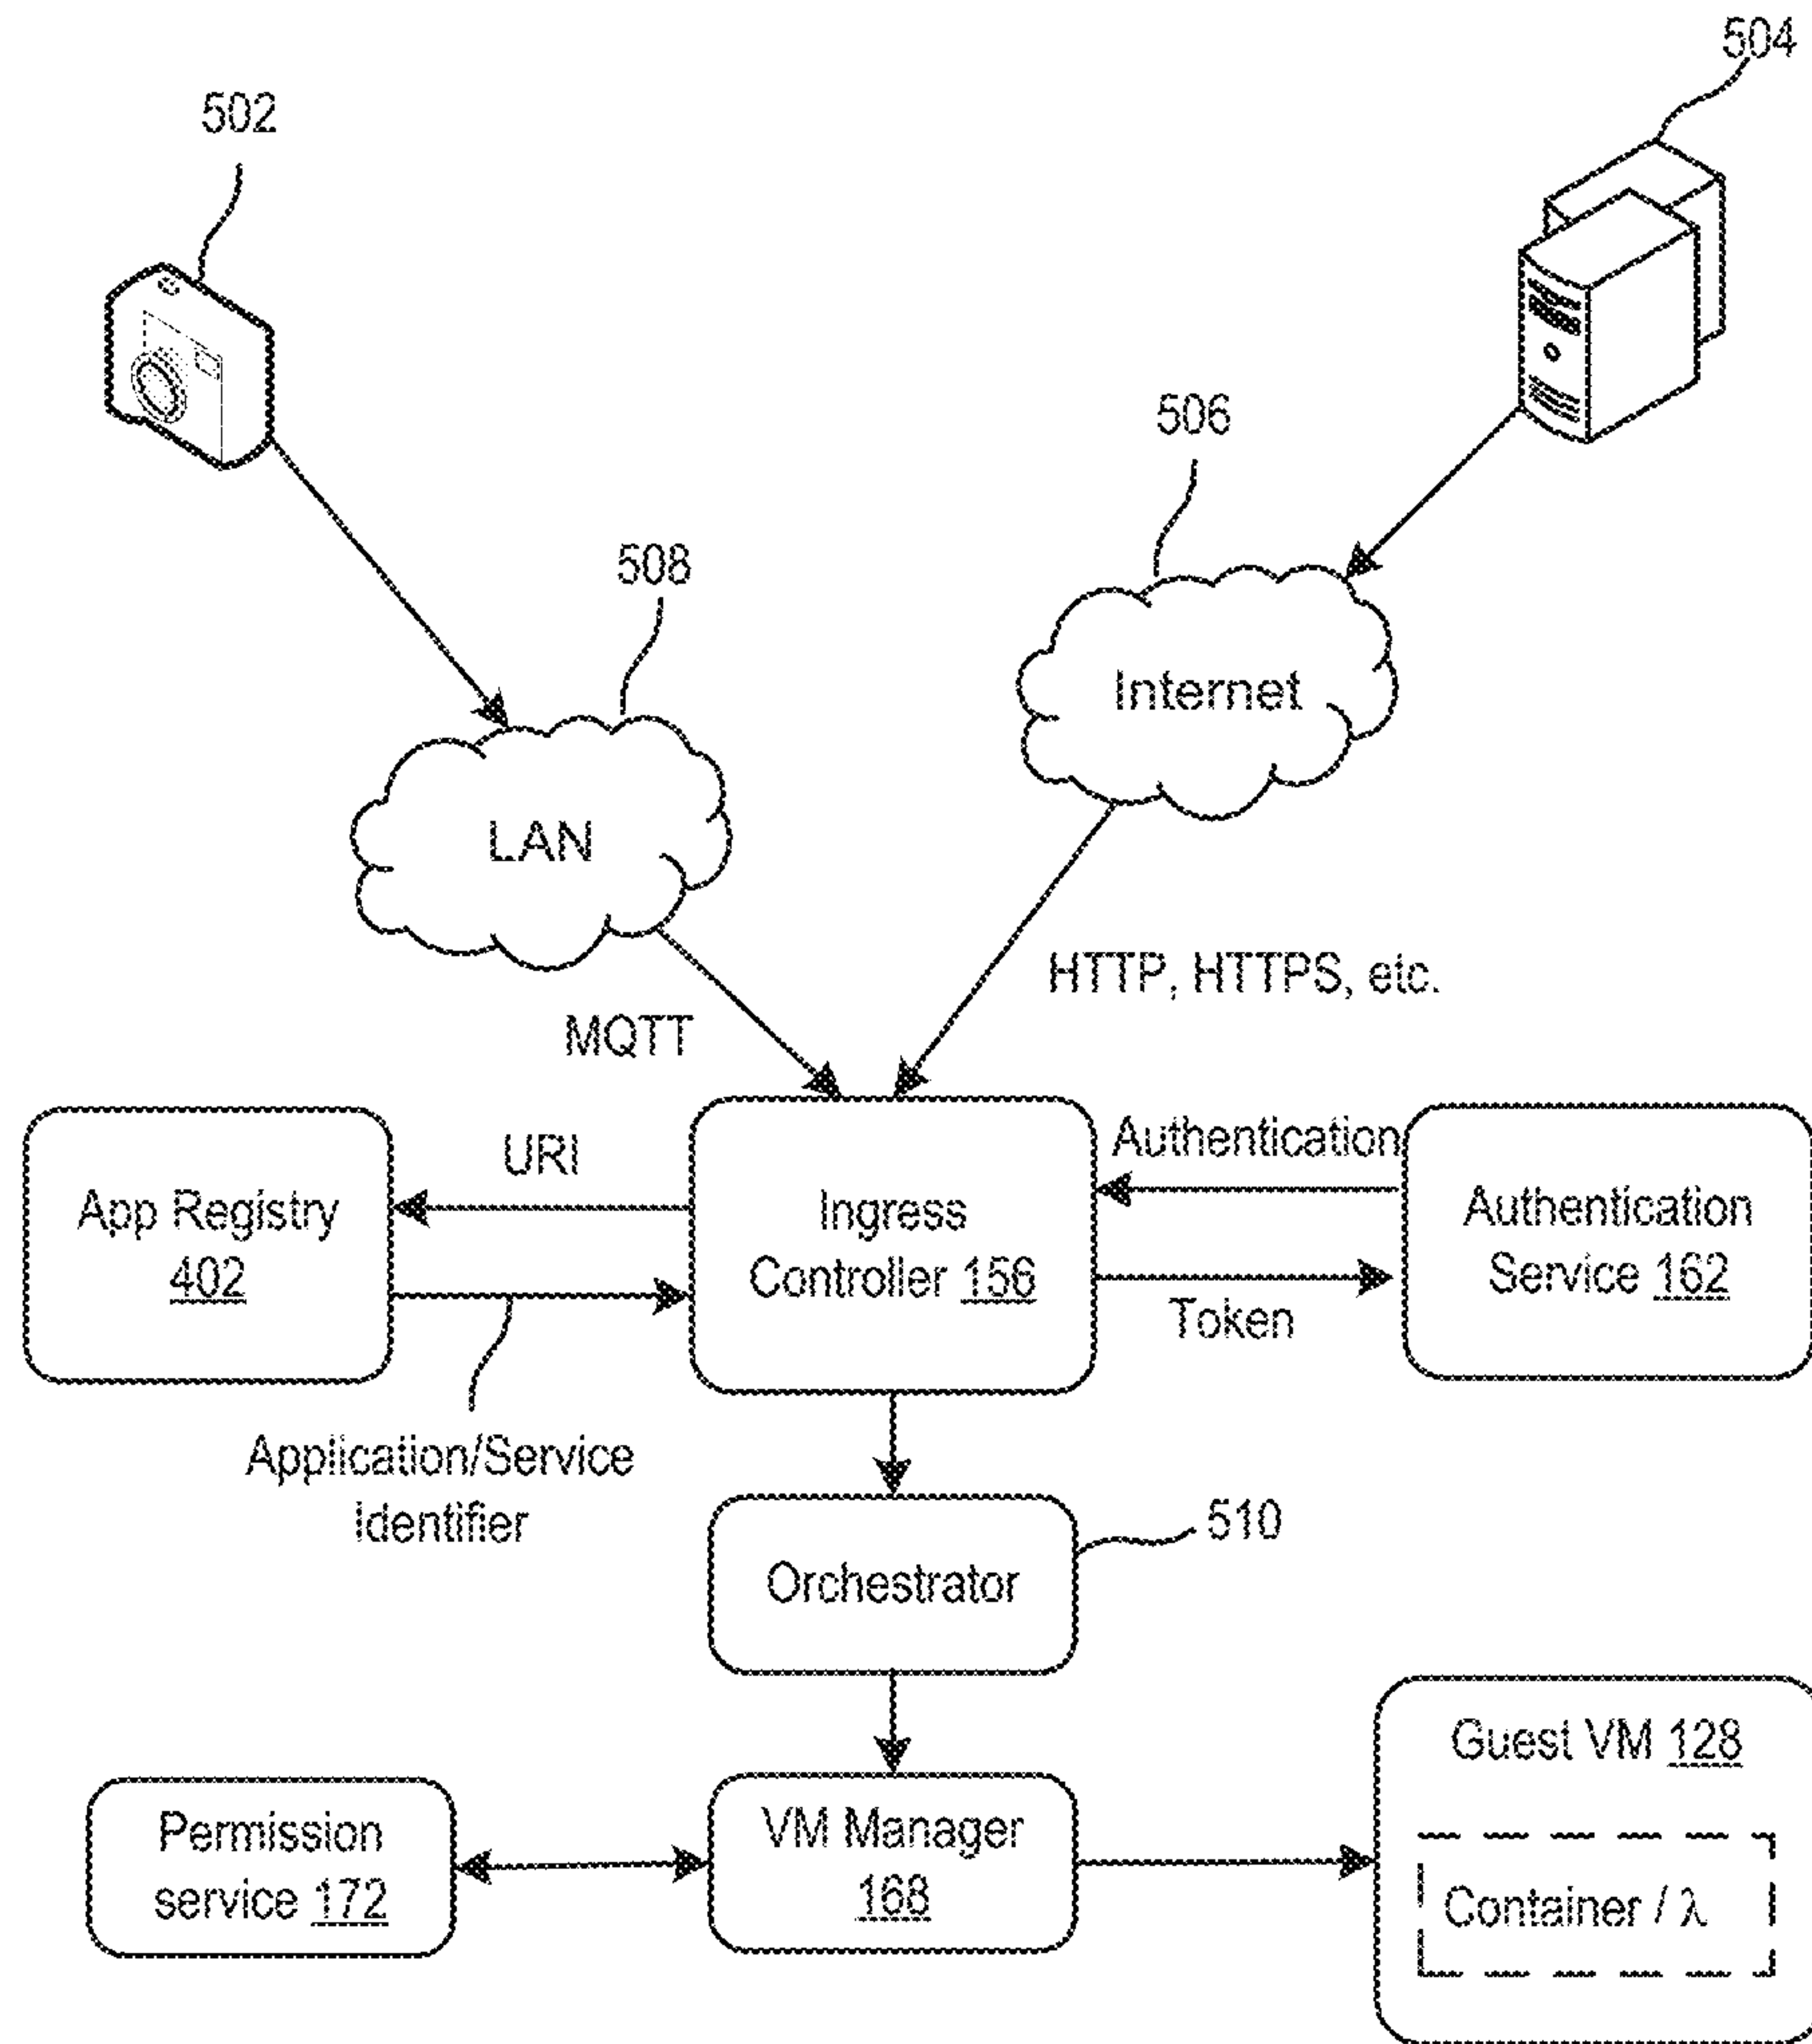 504
502
506
508
Internet
LAN
HTTP, HTTPS, etc.
MQTT
URI
Authentication
App Registry
402
Ingress
Controller 156
Authentication
Service 162
Token
Application/Service
Identifier
510
Orchestrator
Guest VM 128
Permission
service 172
VM Manager
168
Container / λ